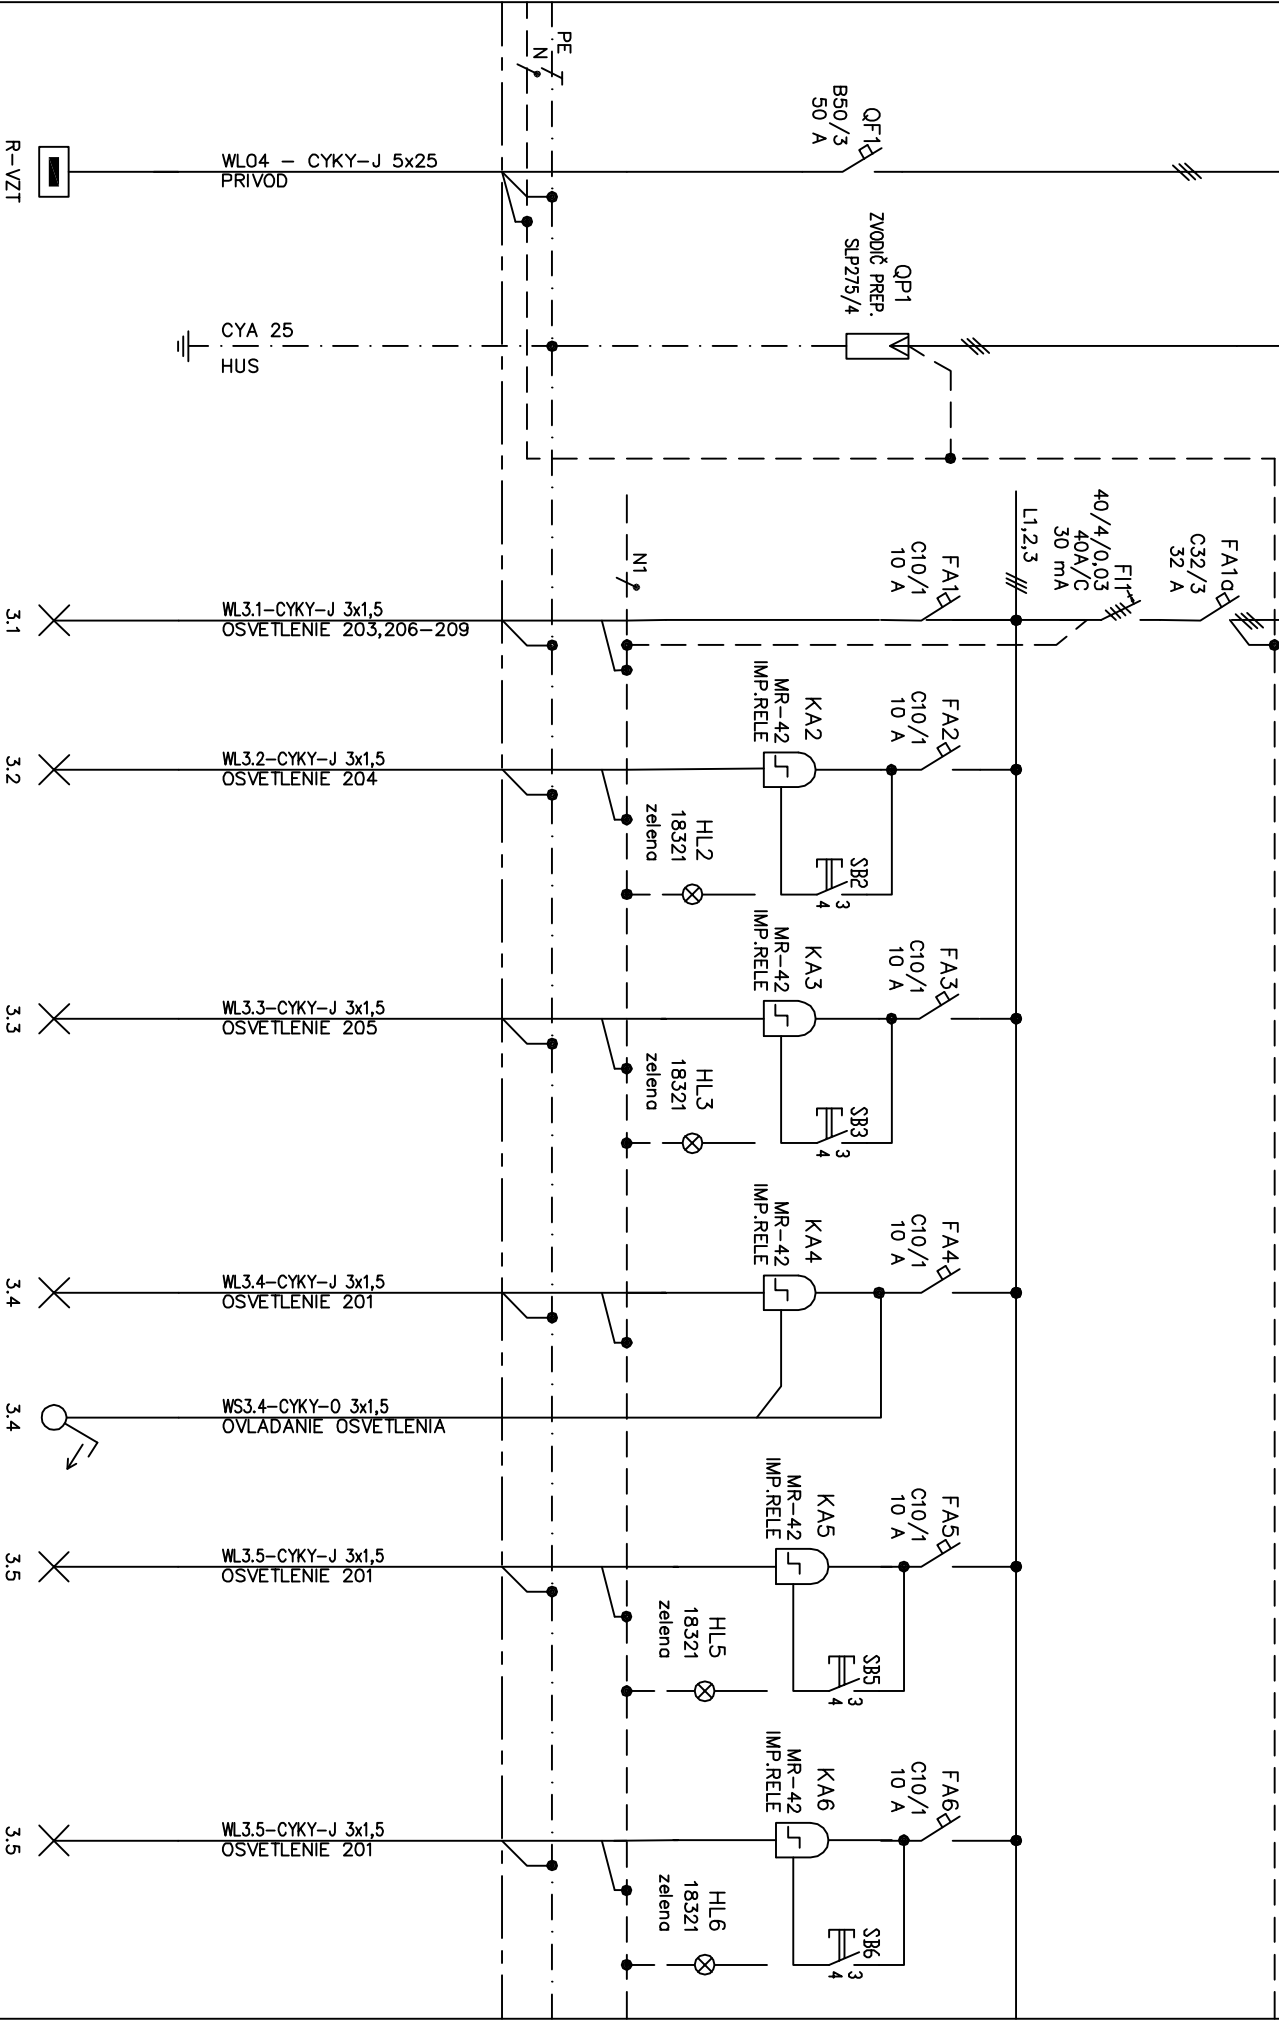 PE
N
QF1
B50/3
50 A
WL04 - CYKY-J 5x25
PRIVOD
R-VZT
QP1
ZVODIČ PREP.
SLP275/4
CYA 25
HUS
FA1a
C32/3
32 A
FI1
40/4/0,03
40A/C
30 mA
L1,2,3
N1
FA1
C10/1
10 A
WL3.1-CYKY-J 3x1,5
OSVETLENIE 203,206-209
3.1
FA2
C10/1
10 A
KA2
MR-42
IMP.RELE
WL3.2-CYKY-J 3x1,5
OSVETLENIE 204
3.2
HL2
18321
zelena
SB2
3
4
FA3
C10/1
10 A
KA3
MR-42
IMP.RELE
WL3.3-CYKY-J 3x1,5
OSVETLENIE 205
3.3
HL3
18321
zelena
SB3
3
4
FA4
C10/1
10 A
KA4
MR-42
IMP.RELE
WL3.4-CYKY-J 3x1,5
OSVETLENIE 201
3.4
WS3.4-CYKY-O 3x1,5
OVLADANIE OSVETLENIA
3.4
FA5
C10/1
10 A
KA5
MR-42
IMP.RELE
WL3.5-CYKY-J 3x1,5
OSVETLENIE 201
3.5
HL5
18321
zelena
SB5
3
4
FA6
C10/1
10 A
KA6
MR-42
IMP.RELE
WL3.5-CYKY-J 3x1,5
OSVETLENIE 201
3.5
HL6
18321
zelena
SB6
3
4